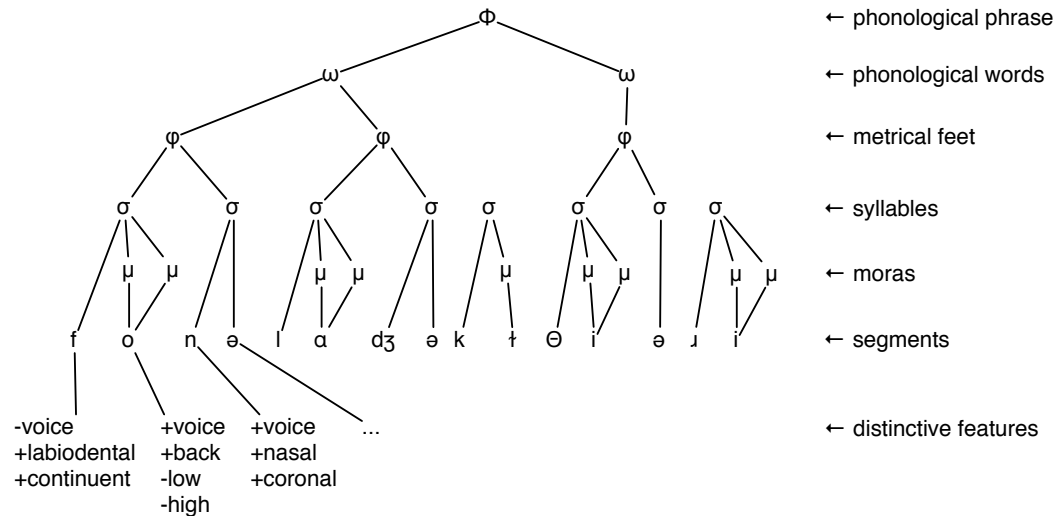 Φ ← phonological phrase
ω ω ← phonological words
φ φ φ ← metrical feet
σ σ σ σ σ σ σ σ ← syllables
μ μ μ μ μ μ μ μ μ ← moras
f o n ə l ɑ dʒ ə k ɫ Θ i ə ɹ i ← segments
-voice +voice +voice ... ← distinctive features
+labiodental +back +nasal
+continuent -low +coronal
-high